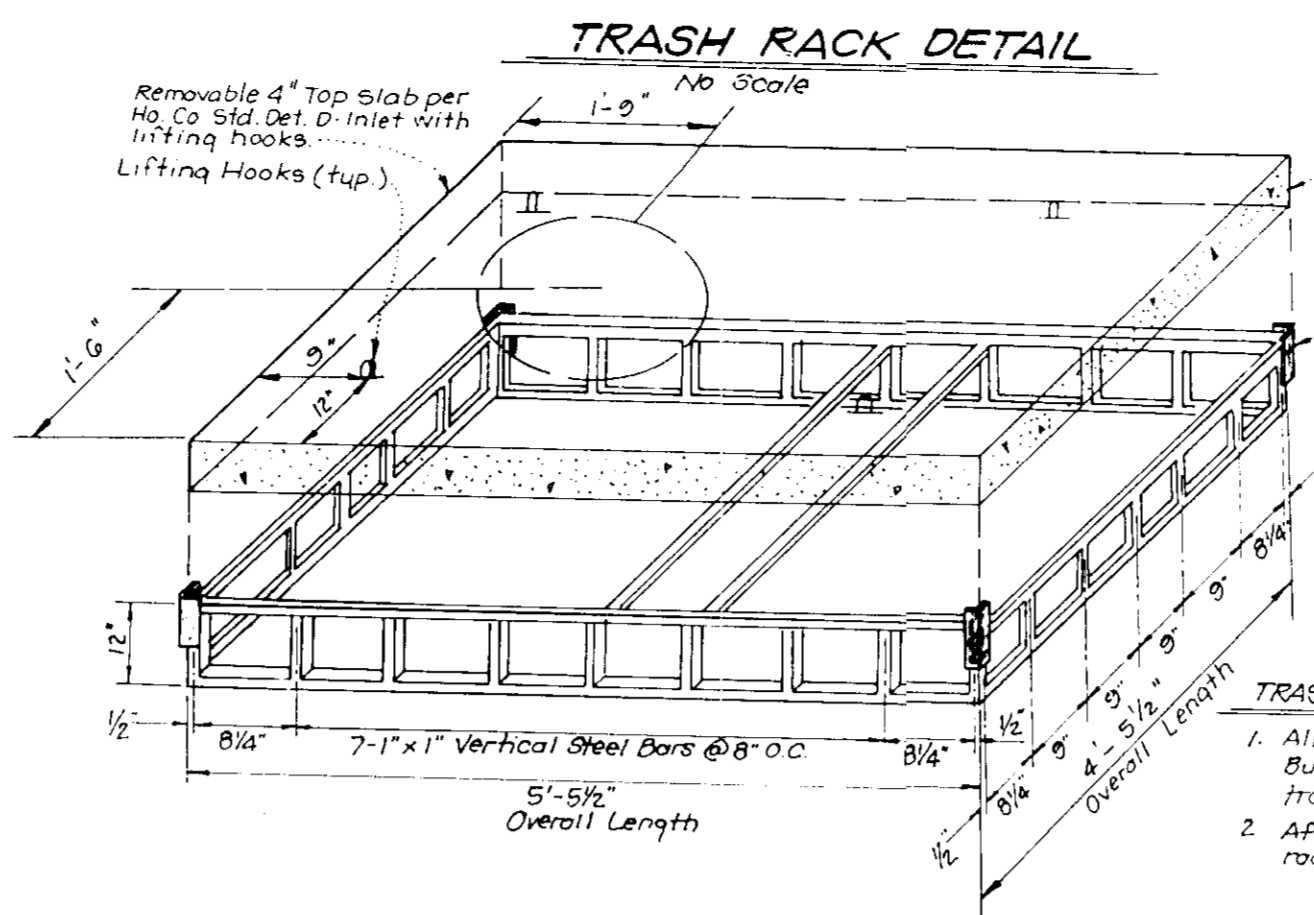 TRASH RACK DETAIL
No Scale
Removable 4" Top slab per
Ho. Co Std. Det. D-Inlet with
lifting hooks.
Lifting Hooks (typ.)
1'-9"
1'-6"
9"
12"
12"
1/2"
8 1/4"
7-1" x 1" Vertical Steel Bars @ 8" O.C.
8 1/4"
1/2"
5'-5 1/2"
Overall Length
1/2"
8 1/4"
9"
9"
9"
9"
8 1/4"
4'-5 1/2"
Overall Length
1.
2